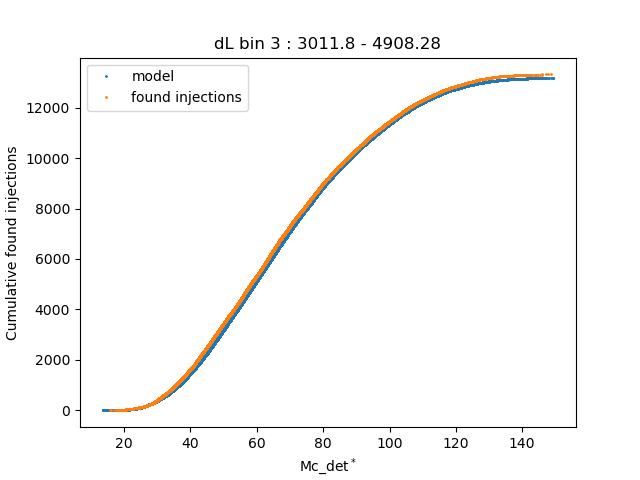 dL bin 3 : 3011.8 - 4908.28
model
found injections
Cumulative found injections
12000
10000
8000
6000
4000
2000
0
20 40 60 80 100 120 140
Mc_det*